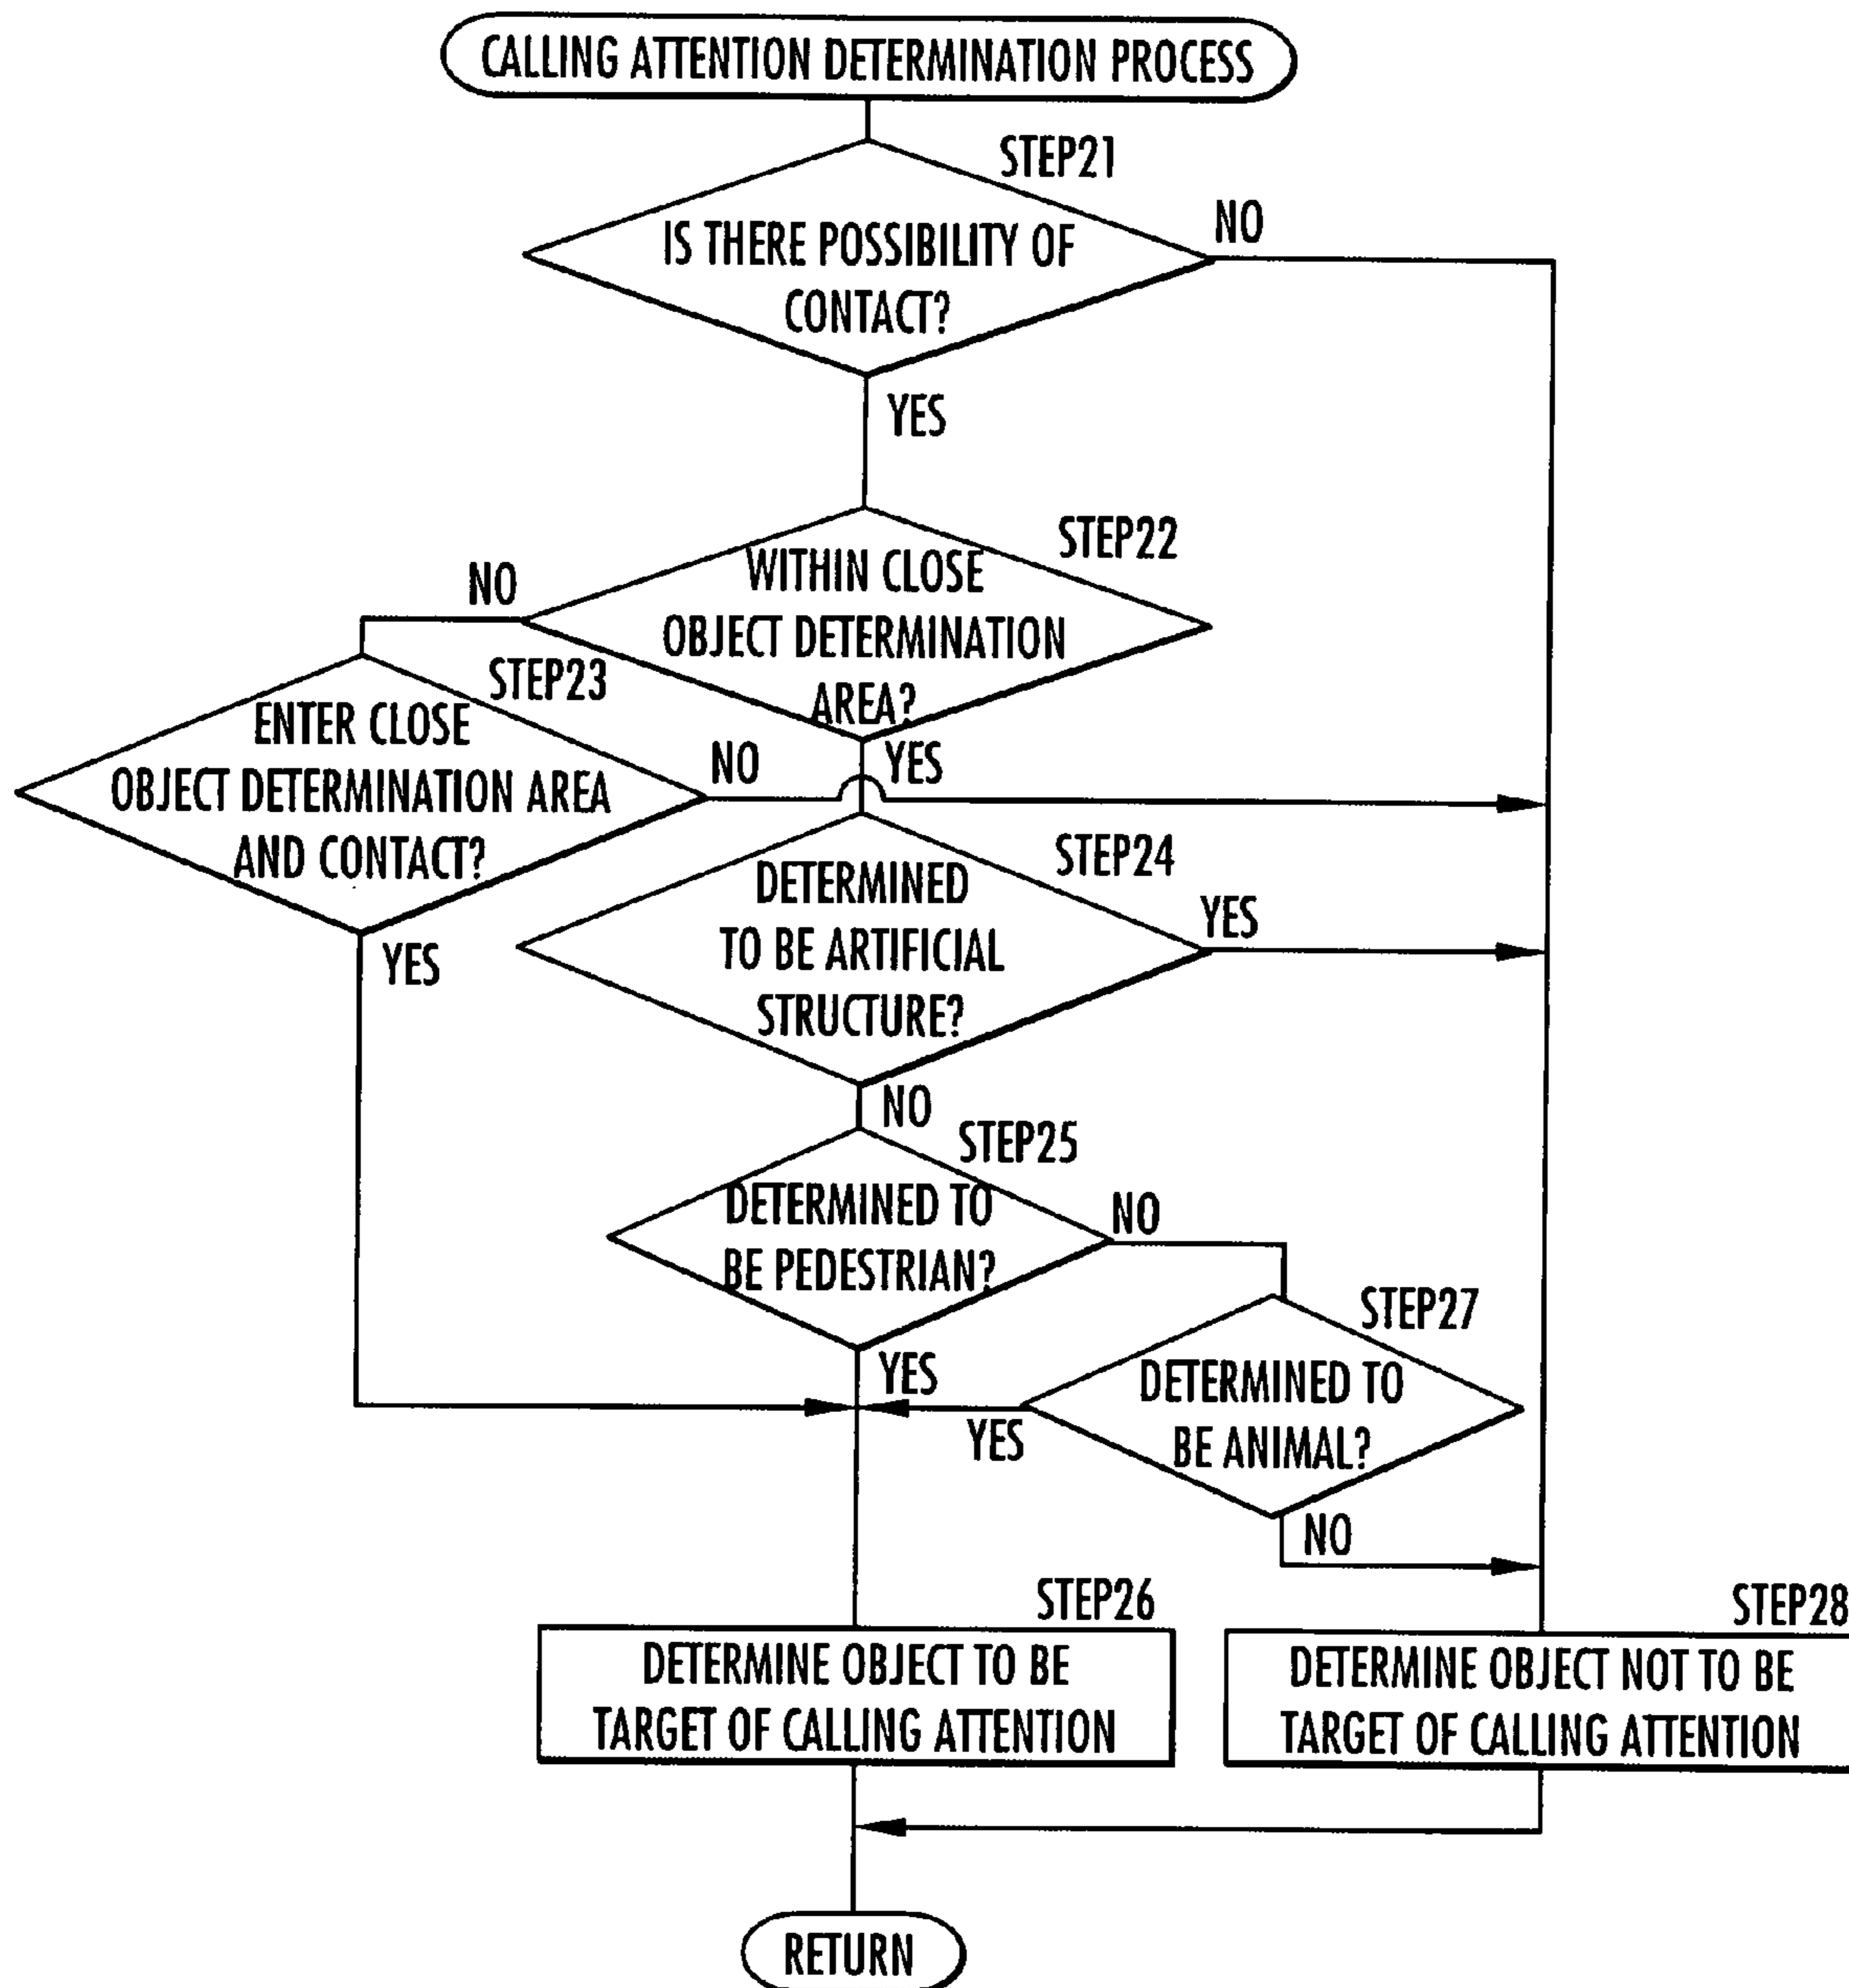 CALLING ATTENTION DETERMINATION PROCESS
STEP21
IS THERE POSSIBILITY OF
CONTACT?
NO
YES
STEP22
WITHIN CLOSE
OBJECT DETERMINATION
AREA?
NO
YES
STEP23
ENTER CLOSE
OBJECT DETERMINATION AREA
AND CONTACT?
NO
YES
STEP24
DETERMINED
TO BE ARTIFICIAL
STRUCTURE?
YES
NO
STEP25
DETERMINED TO
BE PEDESTRIAN?
NO
YES
STEP27
DETERMINED TO
BE ANIMAL?
YES
NO
STEP26
DETERMINE OBJECT TO BE
TARGET OF CALLING ATTENTION
STEP28
DETERMINE OBJECT NOT TO BE
TARGET OF CALLING ATTENTION
RETURN